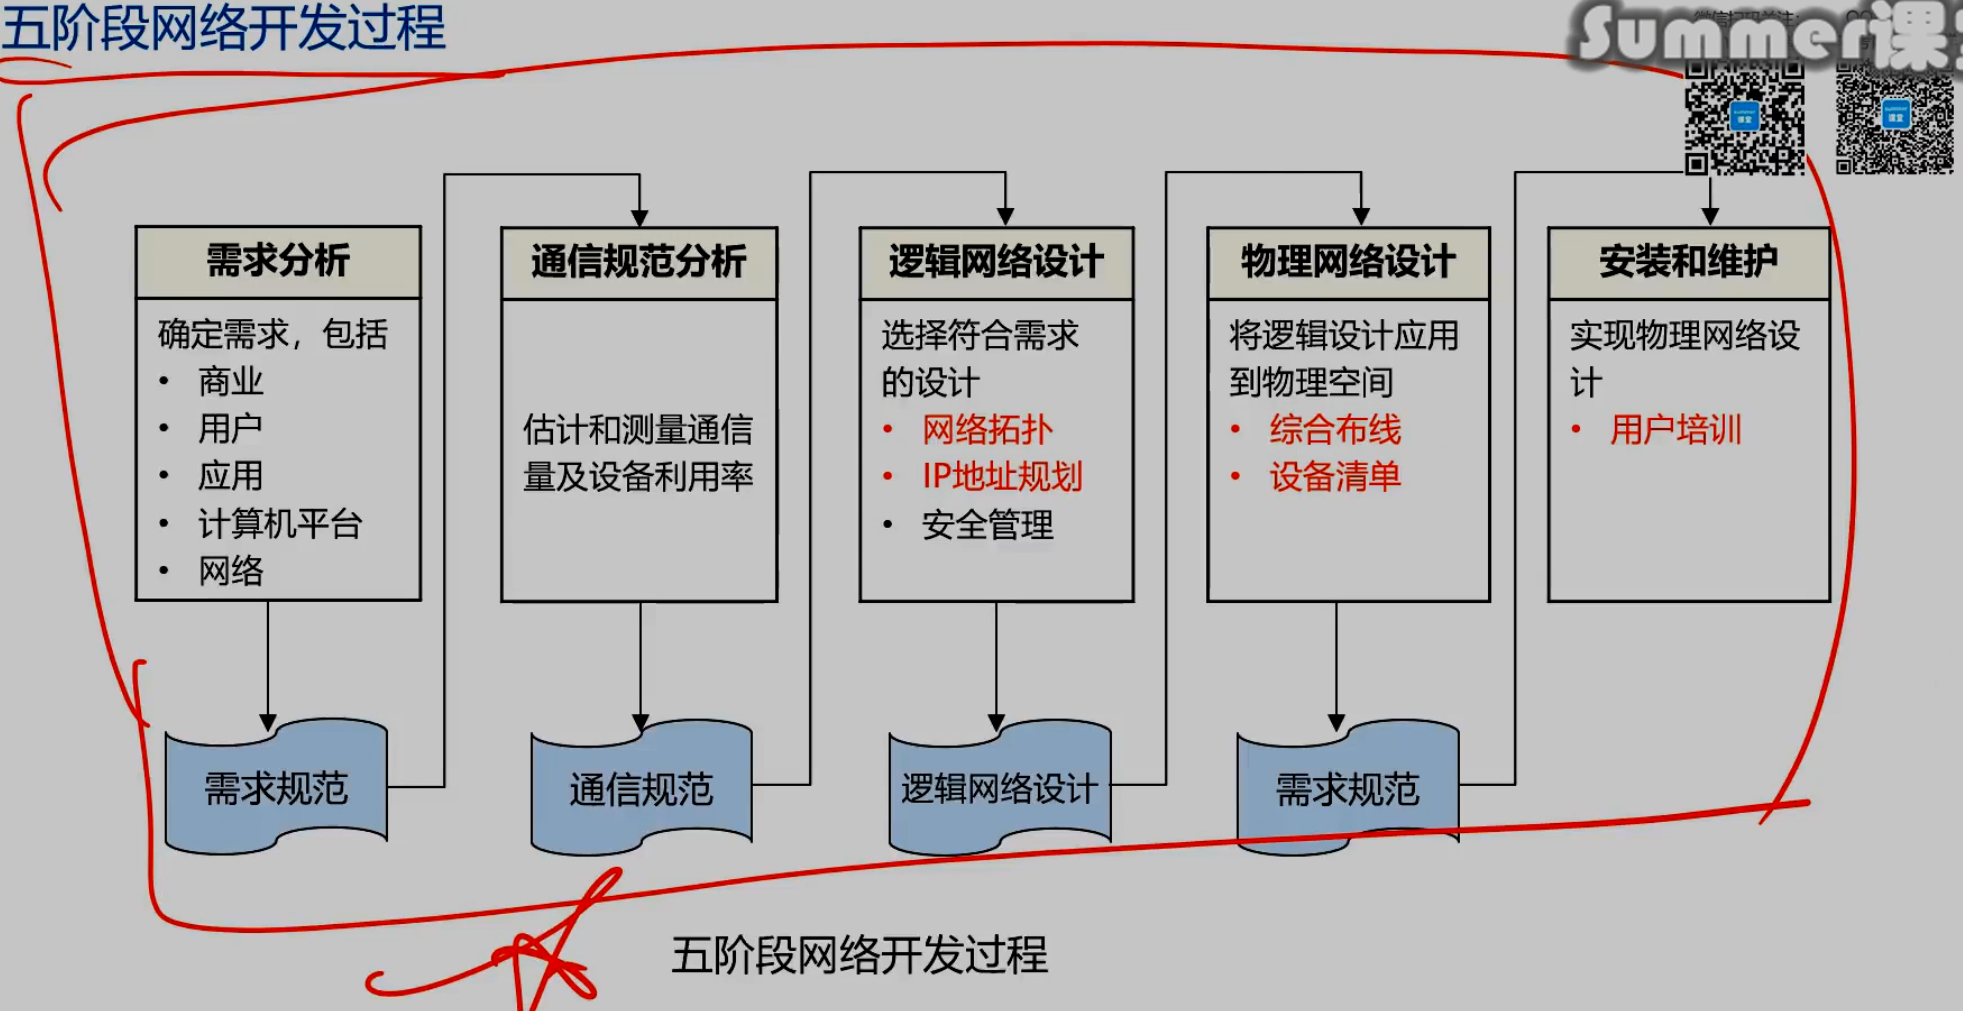 五阶段网络开发过程
Summer课
需求分析
确定需求，包括
• 商业
• 用户
• 应用
• 计算机平台
• 网络
需求规范
通信规范分析
估计和测量通信
量及设备利用率
通信规范
逻辑网络设计
选择符合需求
的设计
• 网络拓扑
• IP地址规划
• 安全管理
逻辑网络设计
物理网络设计
将逻辑设计应用
到物理空间
• 综合布线
• 设备清单
需求规范
安装和维护
实现物理网络设
计
• 用户培训
五阶段网络开发过程